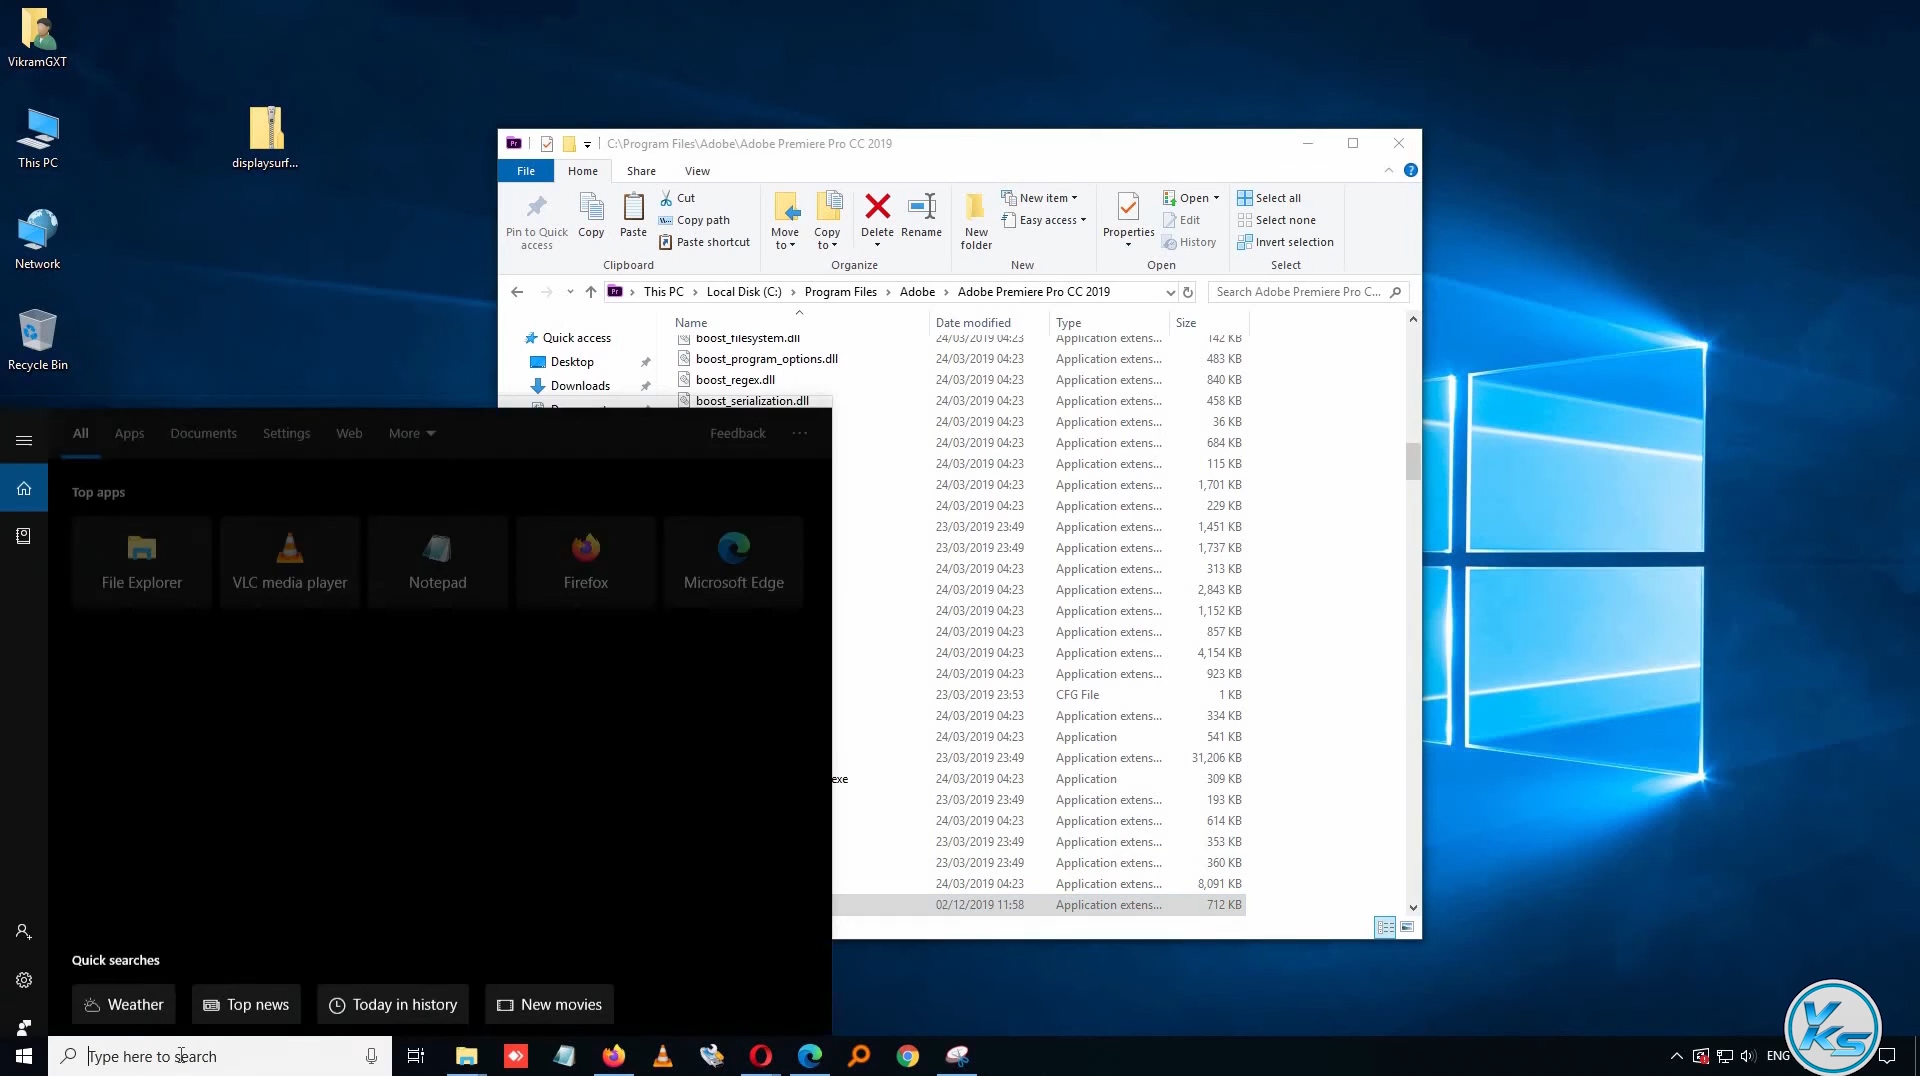 VikramGXT
This PC
Network
Recycle Bin
displaysurf...
C:\Program Files\Adobe\Adobe Premiere Pro CC 2019
File Home Share View
Pin to Quick access
Copy
Paste
Cut
Copy path
Paste shortcut
Clipboard
Move to
Copy to
Delete
Rename
Organize
New folder
New item
Easy access
New
Properties
Open
Edit
History
Open
Select all
Select none
Invert selection
Select
This PC > Local Disk (C:) > Program Files > Adobe > Adobe Premiere Pro CC 2019
Search Adobe Premiere Pro C...
Name Date modified Type Size
Quick access
Desktop
Downloads
boost_filesystem.dll 24/03/2019 04:23 Application extens... 142 KB
boost_program_options.dll 24/03/2019 04:23 Application extens... 483 KB
boost_regex.dll 24/03/2019 04:23 Application extens... 840 KB
boost_serialization.dll 24/03/2019 04:23 Application extens... 458 KB
24/03/2019 04:23 Application extens... 36 KB
24/03/2019 04:23 Application extens... 684 KB
24/03/2019 04:23 Application extens... 115 KB
24/03/2019 04:23 Application extens... 1,701 KB
24/03/2019 04:23 Application extens... 229 KB
23/03/2019 23:49 Application extens... 1,451 KB
23/03/2019 23:49 Application extens... 1,737 KB
24/03/2019 04:23 Application extens... 313 KB
24/03/2019 04:23 Application extens... 2,843 KB
24/03/2019 04:23 Application extens... 1,152 KB
24/03/2019 04:23 Application extens... 857 KB
24/03/2019 04:23 Application extens... 4,154 KB
24/03/2019 04:23 Application extens... 923 KB
23/03/2019 23:53 CFG File 1 KB
24/03/2019 04:23 Application extens... 334 KB
24/03/2019 04:23 Application 541 KB
23/03/2019 23:49 Application extens... 31,206 KB
exe 24/03/2019 04:23 Application 309 KB
23/03/2019 23:49 Application extens... 193 KB
24/03/2019 04:23 Application extens... 614 KB
23/03/2019 23:49 Application extens... 353 KB
23/03/2019 23:49 Application extens... 360 KB
24/03/2019 04:23 Application extens... 8,091 KB
02/12/2019 11:58 Application extens... 712 KB
All Apps Documents Settings Web More Feedback ...
Top apps
File Explorer
VLC media player
Notepad
Firefox
Microsoft Edge
Quick searches
Weather
Top news
Today in history
New movies
Type here to search
ENG
VKS